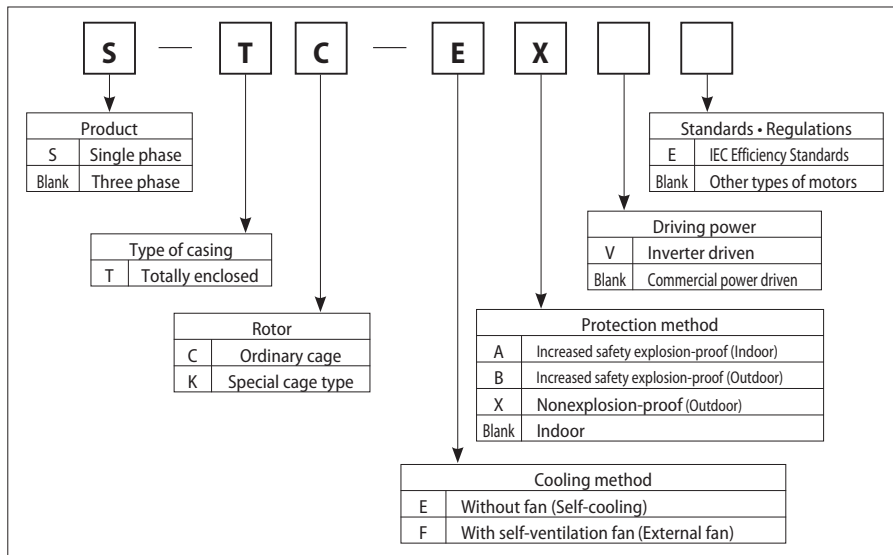 S — T C — E X
Product
S Single phase
Blank Three phase
Standards • Regulations
E IEC Efficiency Standards
Blank Other types of motors
Type of casing
T Totally enclosed
Driving power
V Inverter driven
Blank Commercial power driven
Rotor
C Ordinary cage
K Special cage type
Protection method
A Increased safety explosion-proof (Indoor)
B Increased safety explosion-proof (Outdoor)
X Nonexplosion-proof (Outdoor)
Blank Indoor
Cooling method
E Without fan (Self-cooling)
F With self-ventilation fan (External fan)